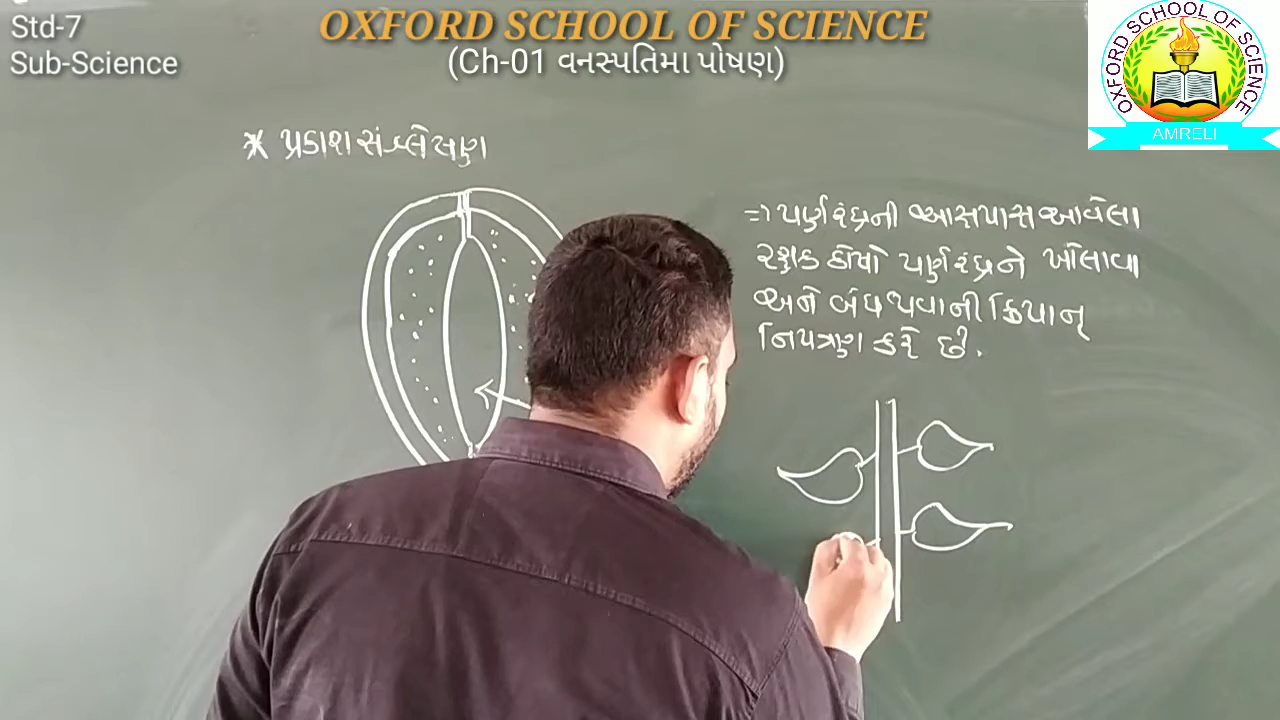 Std-7
Sub-Science
OXFORD SCHOOL OF SCIENCE
(Ch-01 વનસ્પતિમા પોષણ)
OXFORD SCHOOL OF SCIENCE
AMRELI
* પ્રકાશસંશ્લેષણ
=> પર્ણરંધ્રની આસપાસ આવેલા
રક્ષક કોષો પર્ણરંધ્રને ખોલાવા
અને બંધ થવાની ક્રિયાનુ
નિયત્રણ કરે છે.